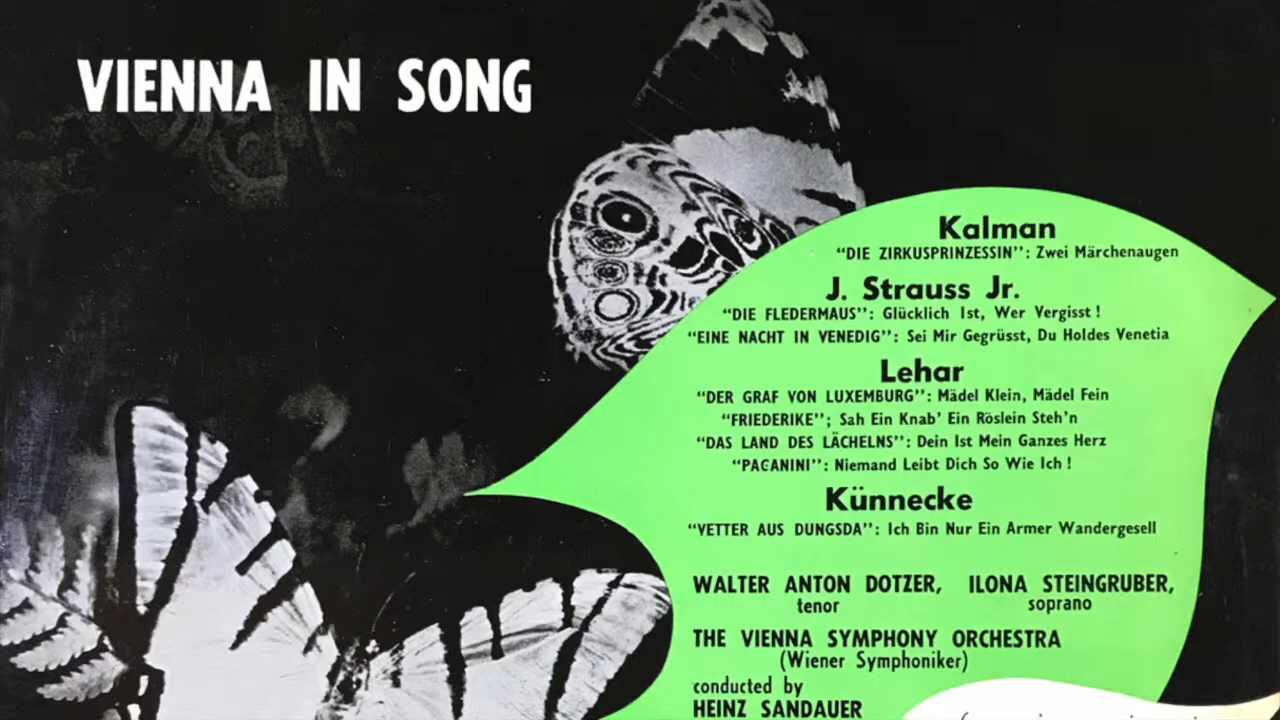 VIENNA IN SONG
Kalman
"DIE ZIRKUSPRINZESSIN": Zwei Märchenaugen
J. Strauss Jr.
"DIE FLEDERMAUS": Glücklich Ist, Wer Vergisst!
"EINE NACHT IN VENEDIG": Sei Mir Gegrüsst, Du Holdes Venetia
Lehar
"DER GRAF VON LUXEMBURG": Mädel Klein, Mädel Fein
"FRIEDERIKE"; Sah Ein Knab' Ein Röslein Steh'n
"DAS LAND DES LÄCHELNS": Dein Ist Mein Ganzes Herz
"PAGANINI": Niemand Leibt Dich So Wie Ich!
Künnecke
"VETTER AUS DUNGSDA": Ich Bin Nur Ein Armer Wandergesell
WALTER ANTON DOTZER, ILONA STEINGRUBER,
tenor soprano
THE VIENNA SYMPHONY ORCHESTRA
(Wiener Symphoniker)
conducted by
HEINZ SANDAUER